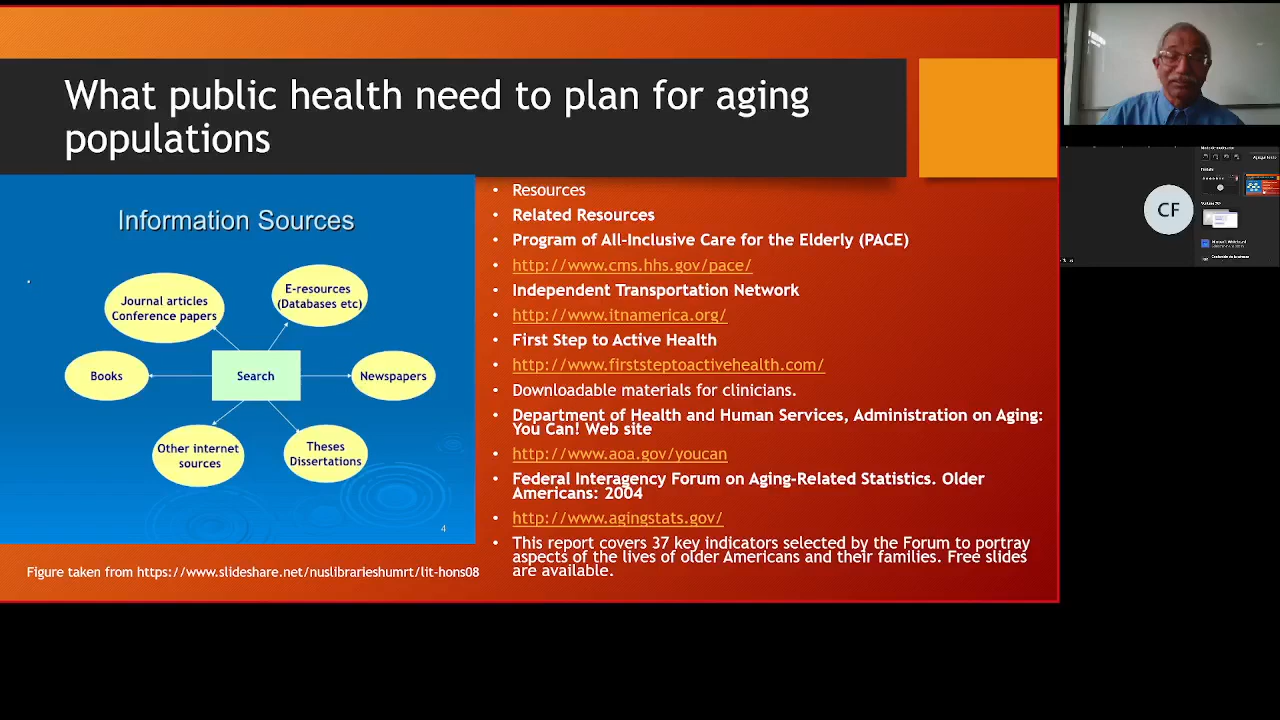 What public health need to plan for aging
populations
Information Sources
Journal articles
Conference papers
E-resources
(Databases etc)
Books
Search
Newspapers
Other internet
sources
Theses
Dissertations
4
Figure taken from https://www.slideshare.net/nuslibrarieshumrt/lit-hons08
• Resources
• Related Resources
• Program of All-Inclusive Care for the Elderly (PACE)
• http://www.cms.hhs.gov/pace/
• Independent Transportation Network
• http://www.itnamerica.org/
• First Step to Active Health
• http://www.firststeptoactivehealth.com/
• Downloadable materials for clinicians.
• Department of Health and Human Services, Administration on Aging:
You Can! Web site
• http://www.aoa.gov/youcan
• Federal Interagency Forum on Aging-Related Statistics. Older
Americans: 2004
• http://www.agingstats.gov/
• This report covers 37 key indicators selected by the Forum to portray
aspects of the lives of older Americans and their families. Free slides
are available.
CF